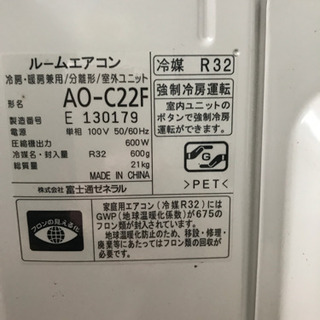 ルームエアコン
冷房・暖房兼用/分離形/室外ユニット
形名 AO-C22F
製造番号 E 130179
電源 単相 100V 50/60Hz
圧縮機出力 600W
冷媒名・封入量 R32 600g
総質量 21kg
MADE IN CHINA
株式会社 富士通ゼネラル
冷媒 R32
強制冷房運転
室内ユニットの
ボタンで強制冷房
運転ができます。
G
>PET<
フロンの見える化
家庭用エアコン(冷媒R32)には
GWP(地球温暖化係数)が675の
フロン類が封入されています。
地球温暖化防止のため、移設・修理・
廃棄等にあたってはフロン類の回収が
必要です。